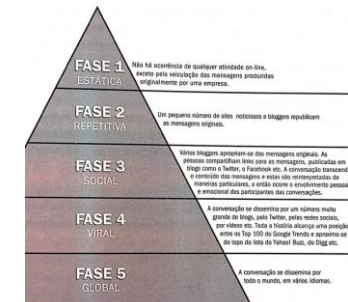 FASE 1
ESTÁTICA
Não há ocorrência de qualquer atividade on-line,
exceto pela veiculação das mensagens produzidas
originalmente por uma empresa.
FASE 2
REPETITIVA
Um pequeno número de sites noticiosos e bloggers republicam
as mensagens originais.
FASE 3
SOCIAL
Vários bloggers apropriam-se das mensagens originais. As
pessoas compartilham links para as mensagens, publicadas em
blogs como o Twitter, o Facebook etc. A conversação transcende
o conteúdo das mensagens e estas são reinterpretadas de
maneiras particulares, e então ocorre o envolvimento pessoal
e emocional dos participantes das conversações.
FASE 4
VIRAL
A conversação se dissemina por um número muito
grande de blogs, pelo Twitter, pelas redes sociais,
por vídeos etc. Toda a história alcança uma posição
entre os Top 100 do Google Trends e aproxima-se
do topo da lista do Yahoo! Buzz, do Digg etc.
FASE 5
GLOBAL
A conversação se dissemina por
todo o mundo, em vários idiomas.